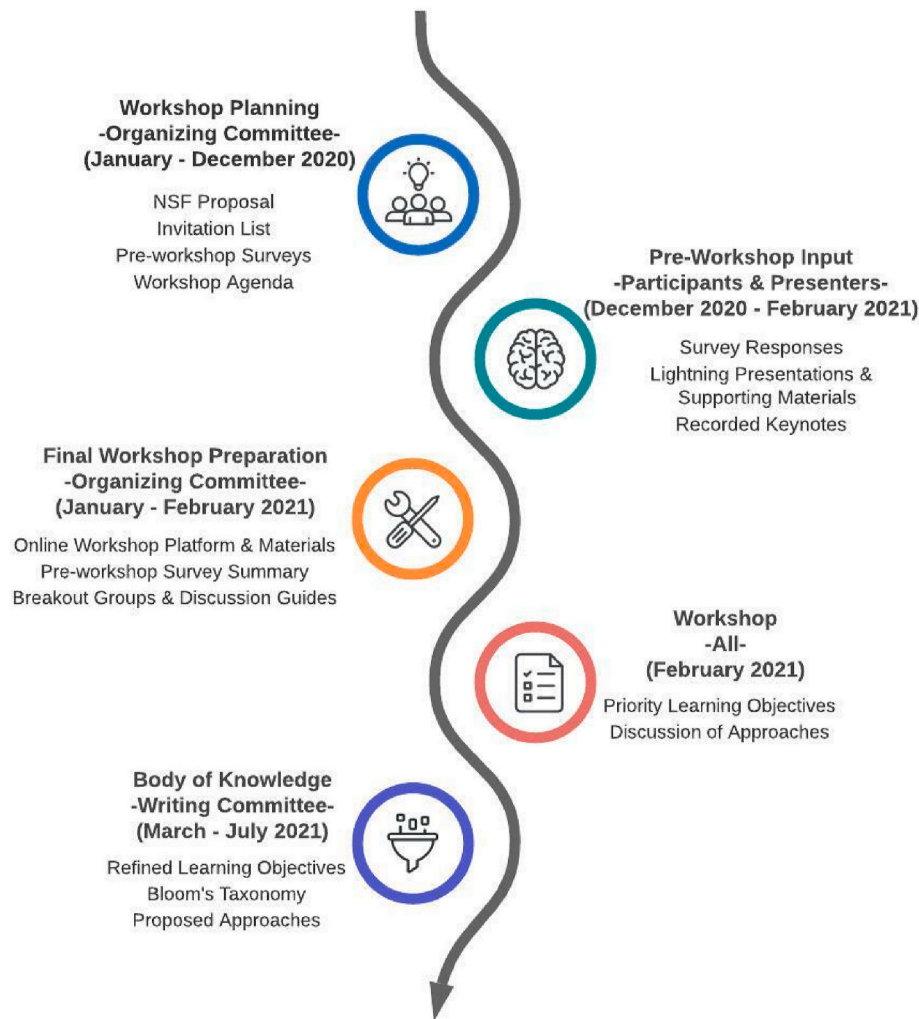 Workshop Planning
-Organizing Committee-
(January - December 2020)
NSF Proposal
Invitation List
Pre-workshop Surveys
Workshop Agenda
Pre-Workshop Input
-Participants & Presenters-
(December 2020 - February 2021)
Survey Responses
Lightning Presentations &
Supporting Materials
Recorded Keynotes
Final Workshop Preparation
-Organizing Committee-
(January - February 2021)
Online Workshop Platform & Materials
Pre-workshop Survey Summary
Breakout Groups & Discussion Guides
Workshop
-All-
(February 2021)
Priority Learning Objectives
Discussion of Approaches
Body of Knowledge
-Writing Committee-
(March - July 2021)
Refined Learning Objectives
Bloom's Taxonomy
Proposed Approaches